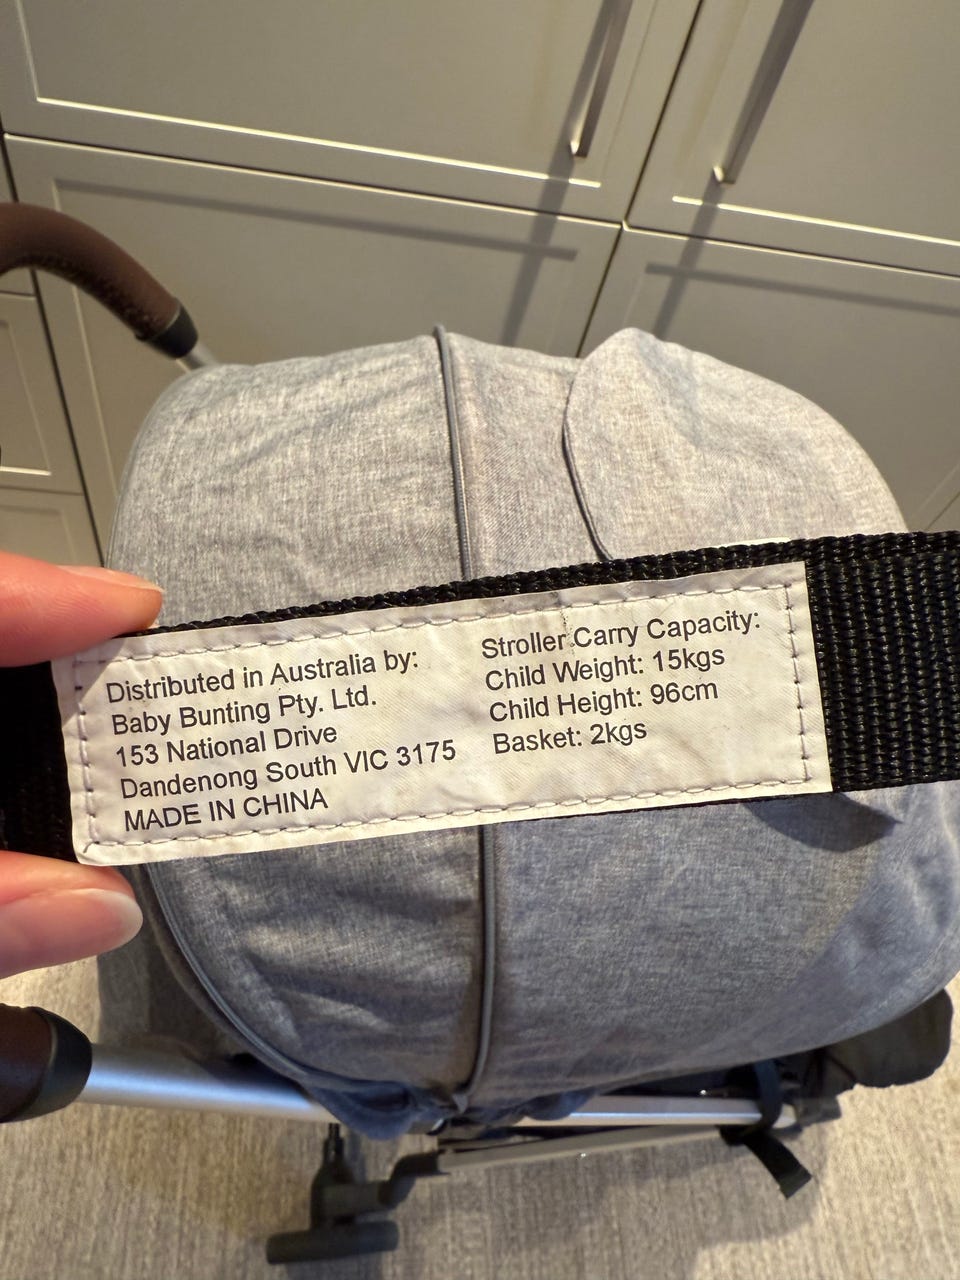 Distributed in Australia by:
Baby Bunting Pty. Ltd.
153 National Drive
Dandenong South VIC 3175
MADE IN CHINA
Stroller Carry Capacity:
Child Weight: 15kgs
Child Height: 96cm
Basket: 2kgs